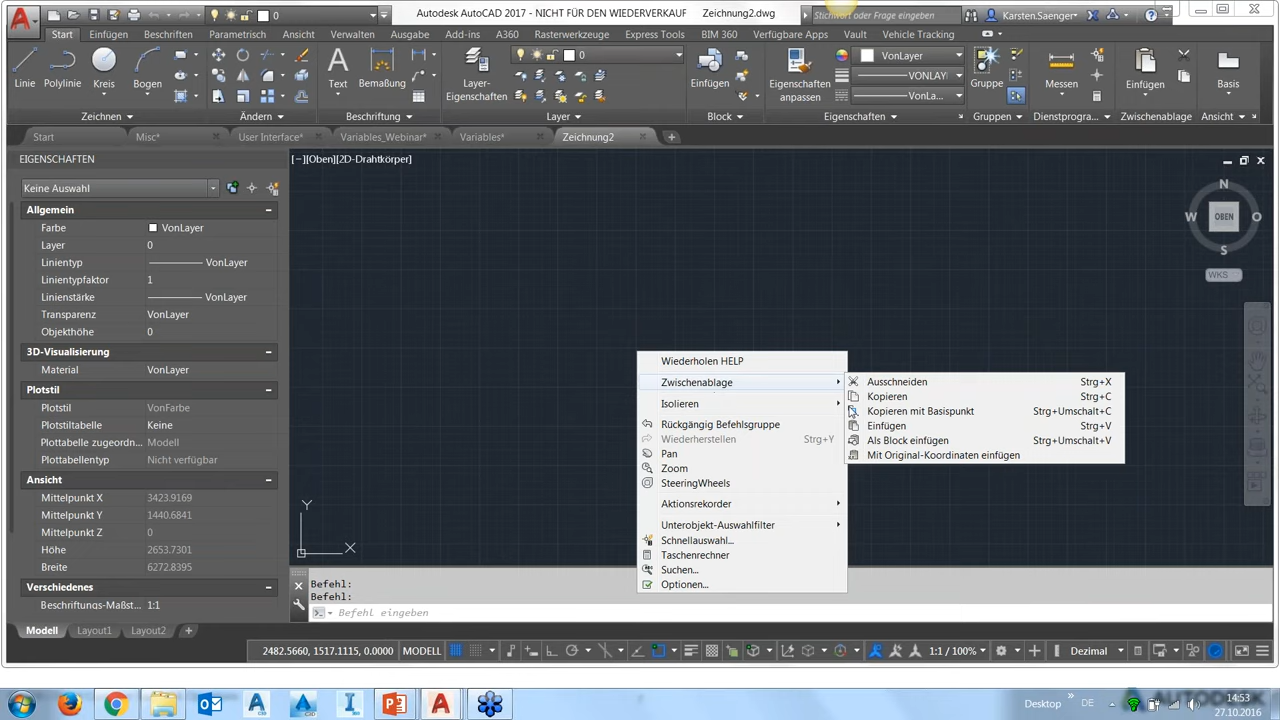 Autodesk AutoCAD 2017 - NICHT FÜR DEN WIEDERVERKAUF Zeichnung2.dwg
Stichwort oder Frage eingeben
Karsten.Saenger
0
Start Einfügen Beschriften Parametrisch Ansicht Verwalten Ausgabe Add-ins A360 Rasterwerkzeuge Express Tools BIM 360 Verfügbare Apps Vault Vehicle Tracking
Linie Polylinie Kreis Bogen
Text Bemaßung
Layer-Eigenschaften
0
Einfügen
Eigenschaften anpassen
VonLayer
VONLAY
VonLa...
Gruppe
Messen
Einfügen
Basis
Zeichnen Ändern Beschriftung Layer Block Eigenschaften Gruppen Dienstprogra... Zwischenablage Ansicht
Start Misc* User Interface* Variables_Webinar* Variables* Zeichnung2
EIGENSCHAFTEN
[−][Oben][2D-Drahtkörper]
Keine Auswahl
Allgemein
Farbe VonLayer
Layer 0
Linientyp VonLayer
Linientypfaktor 1
Linienstärke VonLayer
Transparenz VonLayer
Objekthöhe 0
3D-Visualisierung
Material VonLayer
Plotstil
Plotstil VonFarbe
Plotstiltabelle Keine
Plottabelle zugeordn... Modell
Plottabellentyp Nicht verfügbar
Ansicht
Mittelpunkt X 3423.9169
Mittelpunkt Y 1440.6841
Mittelpunkt Z 0
Höhe 2653.7301
Breite 6272.8395
Verschiedenes
Beschriftungs-Maßst... 1:1
N
W OBEN O
S
WKS
Y
X
Wiederholen HELP
Zwischenablage
Isolieren
Rückgängig Befehlsgruppe
Wiederherstellen Strg+Y
Pan
Zoom
SteeringWheels
Aktionsrekorder
Unterobjekt-Auswahlfilter
Schnellauswahl...
Taschenrechner
Suchen...
Optionen...
Ausschneiden Strg+X
Kopieren Strg+C
Kopieren mit Basispunkt Strg+Umschalt+C
Einfügen Strg+V
Als Block einfügen Strg+Umschalt+V
Mit Original-Koordinaten einfügen
Befehl:
Befehl:
Befehl eingeben
Modell Layout1 Layout2
2482.5660, 1517.1115, 0.0000 MODELL
1:1 / 100%
Dezimal
Desktop
DE
14:53
27.10.2016
AUTODESK